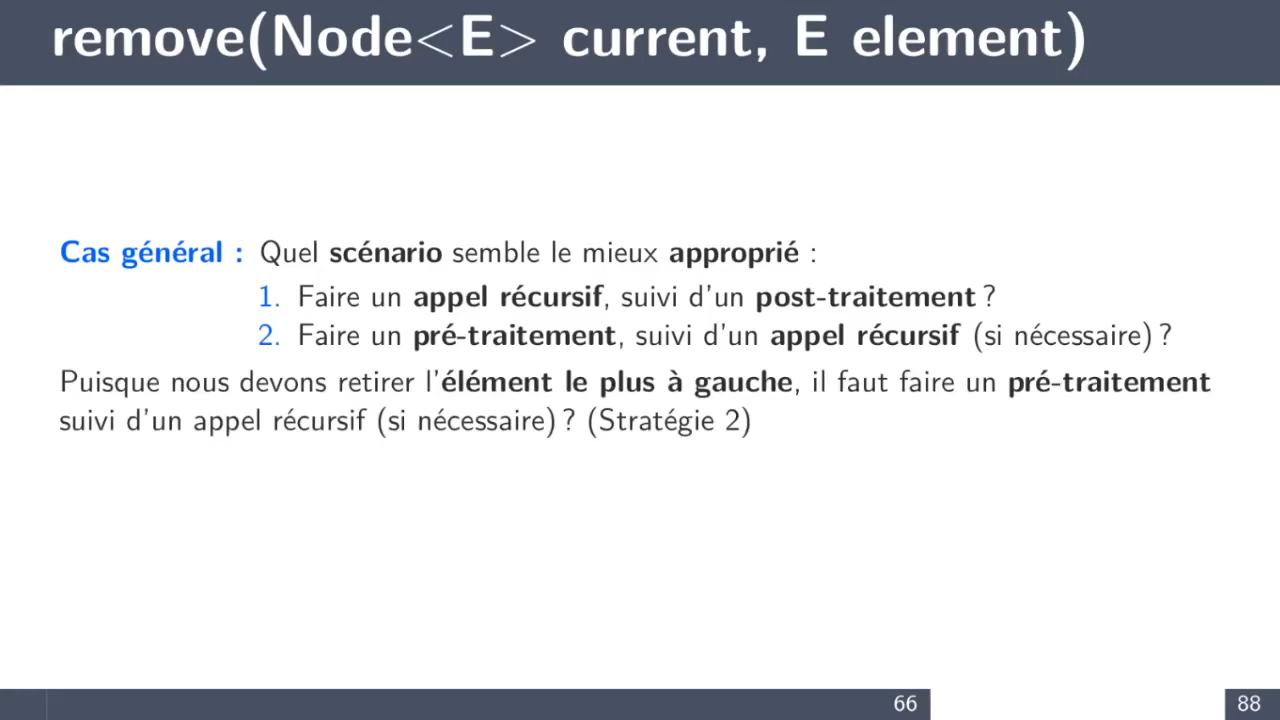 remove(Node<E> current, E element)
Cas général : Quel scénario semble le mieux approprié :
1. Faire un appel récursif, suivi d'un post-traitement ?
2. Faire un pré-traitement, suivi d'un appel récursif (si nécessaire) ?
Puisque nous devons retirer l'élément le plus à gauche, il faut faire un pré-traitement
suivi d'un appel récursif (si nécessaire) ? (Stratégie 2)
66
88